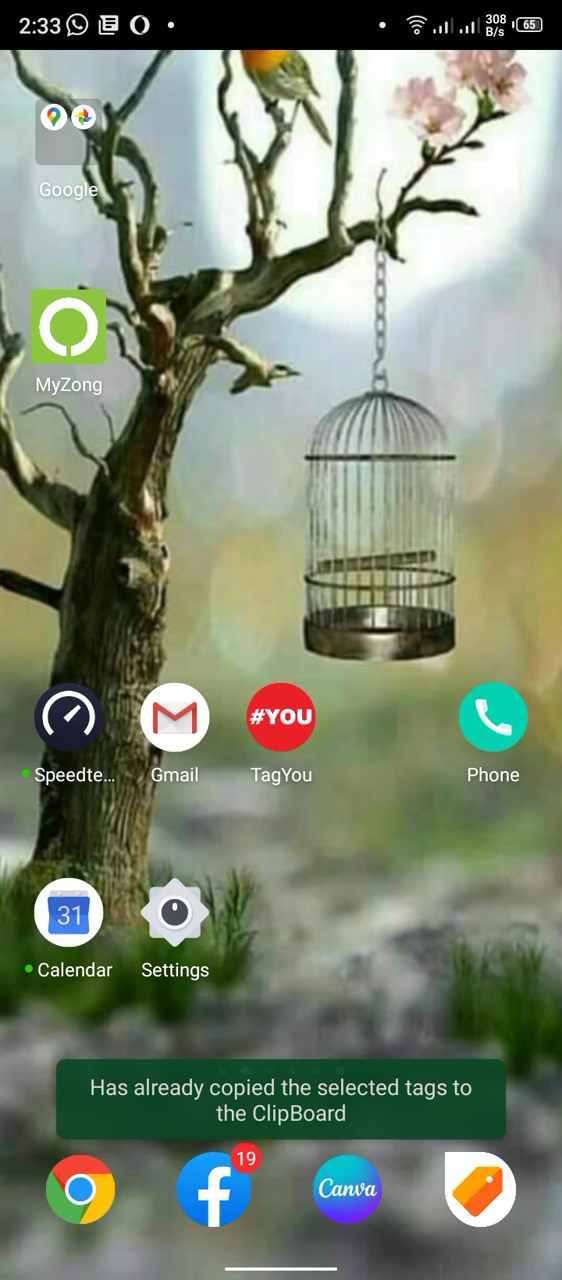 2:33
308
B/s
65
Google
MyZong
#YOU
Speedte...
Gmail
TagYou
Phone
31
Calendar
Settings
Has already copied the selected tags to
the ClipBoard
19
Canva